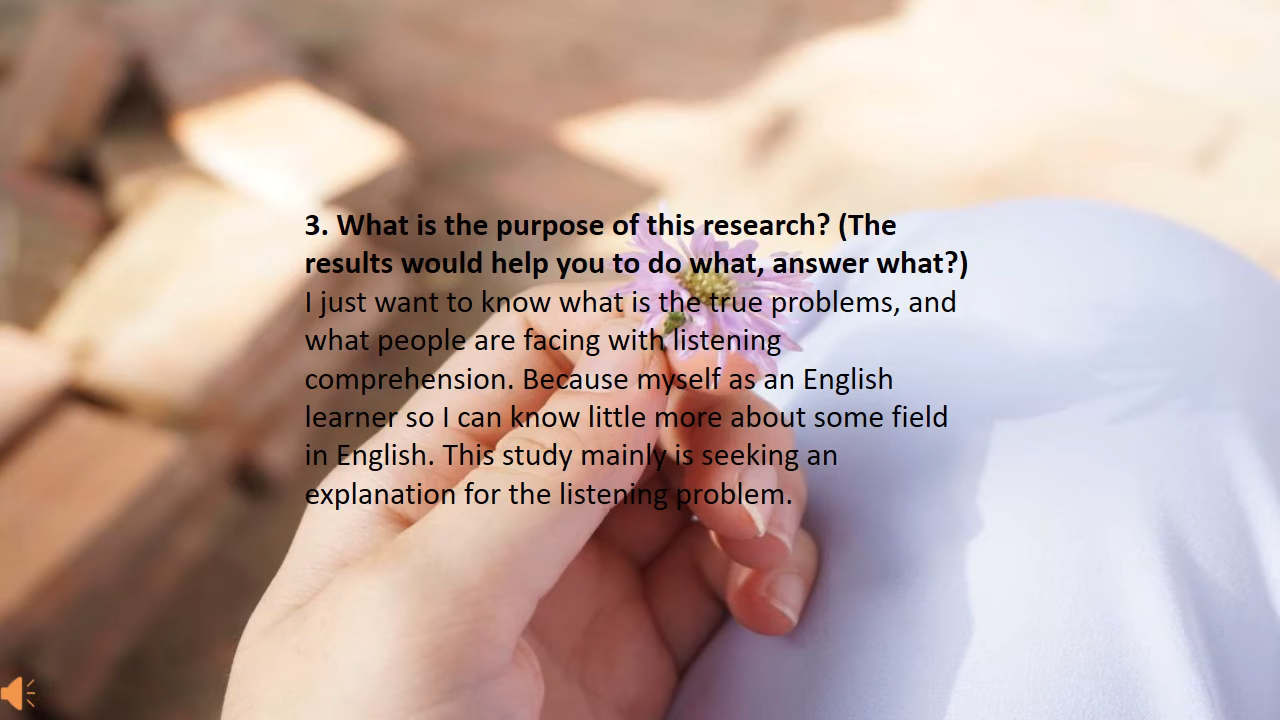 3. What is the purpose of this research? (The
results would help you to do what, answer what?)
I just want to know what is the true problems, and
what people are facing with listening
comprehension. Because myself as an English
learner so I can know little more about some field
in English. This study mainly is seeking an
explanation for the listening problem.